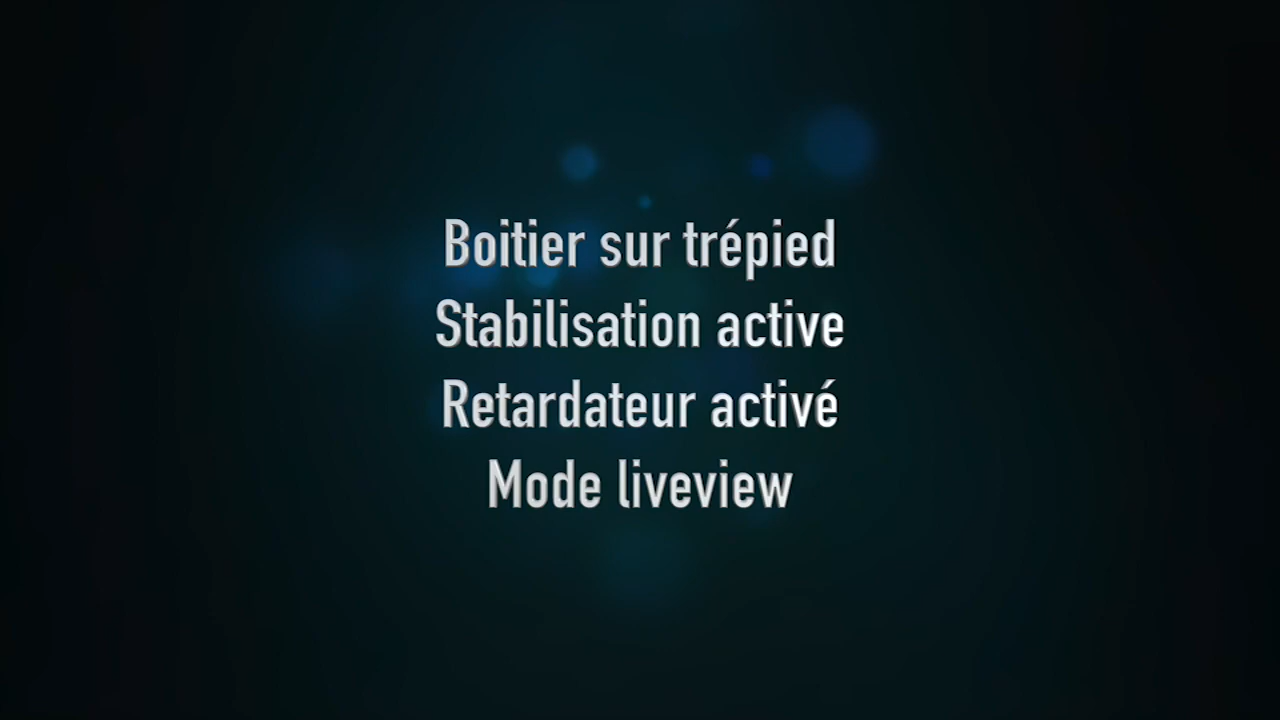 Boitier sur trépied
Stabilisation active
Retardateur activé
Mode liveview